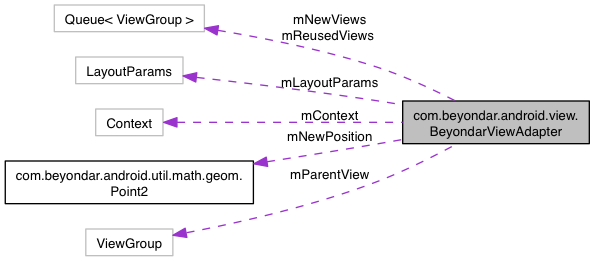 Queue< ViewGroup >
mNewViews
mReusedViews
LayoutParams
mLayoutParams
com.beyondar.android.view.
BeyondarViewAdapter
Context
mContext
mNewPosition
com.beyondar.android.util.math.geom.
Point2
mParentView
ViewGroup